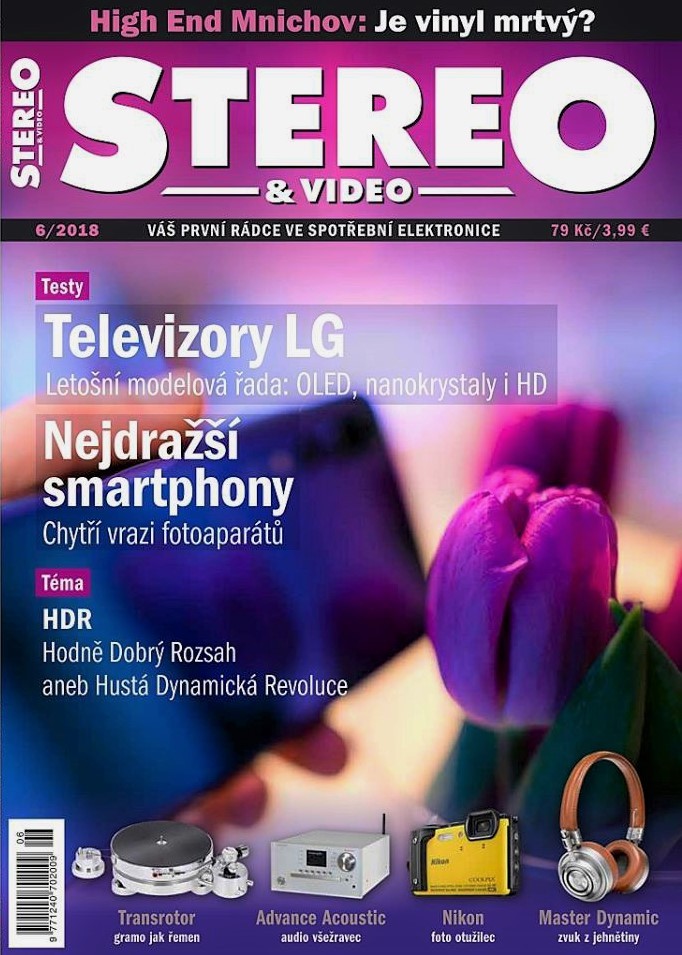 High End Mnichov: Je vinyl mrtvý?
STEREO
& VIDEO
STEREO
& VIDEO
6/2018 VÁŠ PRVNÍ RÁDCE VE SPOTŘEBNÍ ELEKTRONICE 79 Kč/3,99 €
Testy
Televizory LG
Letošní modelová řada: OLED, nanokrystaly i HD
Nejdražší
smartphony
Chytří vrazi fotoaparátů
Téma
HDR
Hodně Dobrý Rozsah
aneb Hustá Dynamická Revoluce
06
9 771240 702009
Nikon
COOLPIX
Transrotor
gramo jak řemen
Advance Acoustic
audio všežravec
Nikon
foto otužilec
Master Dynamic
zvuk z jehnětiny